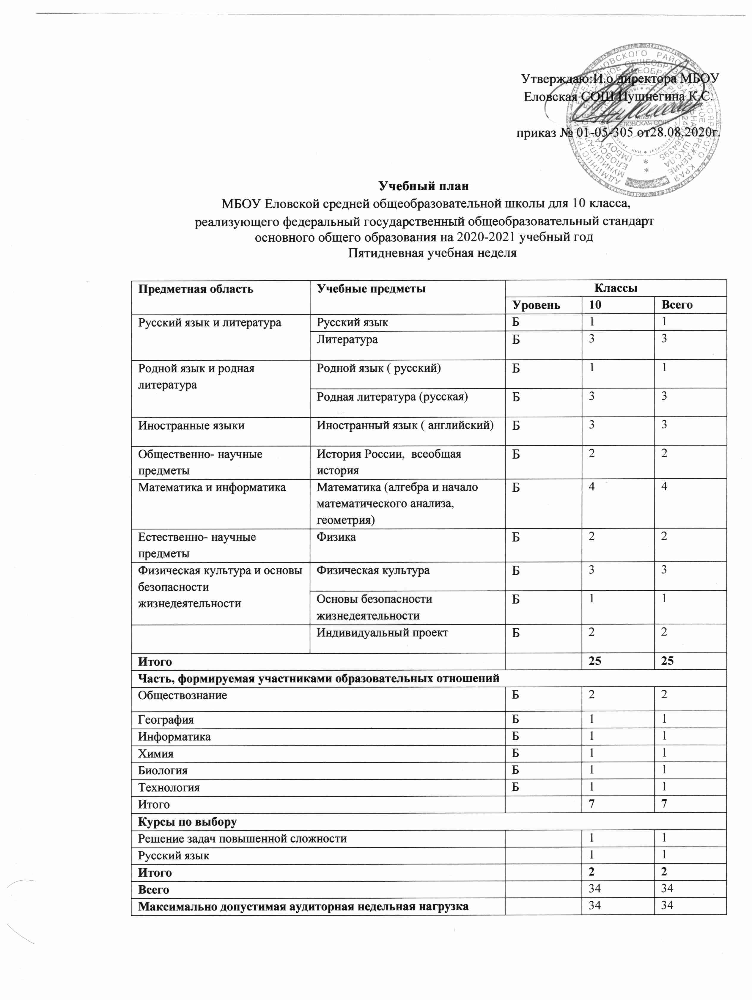 Утверждаю:И.о.директора МБОУ
Еловская СОШ Пушнегина К.С.
приказ № 01-05-305 от28.08.2020г.
МБОУ
ЕЛОВСКАЯ СОШ
Учебный план
МБОУ Еловской средней общеобразовательной школы для 10 класса,
реализующего федеральный государственный общеобразовательный стандарт
основного общего образования на 2020-2021 учебный год
Пятидневная учебная неделя
Предметная область Учебные предметы Классы
Уровень 10 Всего
Русский язык и литература Русский язык Б 1 1
Литература Б 3 3
Родной язык и родная Родной язык ( русский) Б 1 1
литература
Родная литература (русская) Б 3 3
Иностранные языки Иностранный язык ( английский) Б 3 3
Общественно- научные История России,  всеобщая Б 2 2
предметы история
Математика и информатика Математика (алгебра и начало Б 4 4
математического анализа,
геометрия)
Естественно- научные Физика Б 2 2
предметы
Физическая культура и основы Физическая культура Б 3 3
безопасности
Основы безопасности Б 1 1
жизнедеятельности
жизнедеятельности
Индивидуальный проект Б 2 2
Итого 25 25
Часть, формируемая участниками образовательных отношений
Обществознание Б 2 2
География Б 1 1
Информатика Б 1 1
Химия Б 1 1
Биология Б 1 1
Технология Б 1 1
Итого 7 7
Курсы по выбору
Решение задач повышенной сложности 1 1
Русский язык 1 1
Итого 2 2
Всего 34 34
Максимально допустимая аудиторная недельная нагрузка 34 34